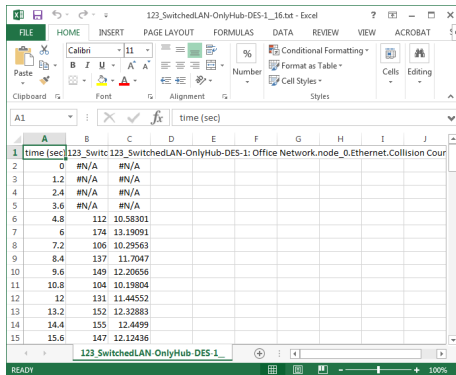 123_SwitchedLAN-OnlyHub-DES-1__16.txt - Excel
FILE HOME INSERT PAGE LAYOUT FORMULAS DATA REVIEW VIEW ACROBAT
Calibri 11 A A % Conditional Formatting
Paste B I U A Number Format as Table Cells Editing
Cell Styles
Clipboard Font Alignment Styles
A1 fx time (sec)
A B C D E F G H I J
1 time (sec) 123_Switc 123_SwitchedLAN-OnlyHub-DES-1: Office Network.node_0.Ethernet.Collision Cour
2 0 #N/A #N/A
3 1.2 #N/A #N/A
4 2.4 #N/A #N/A
5 3.6 #N/A #N/A
6 4.8 112 10.58301
7 6 174 13.19091
8 7.2 106 10.29563
9 8.4 137 11.7047
10 9.6 149 12.20656
11 10.8 104 10.19804
12 12 131 11.44552
13 13.2 152 12.32883
14 14.4 155 12.4499
15 15.6 147 12.12436
123_SwitchedLAN-OnlyHub-DES-1_
READY 100%